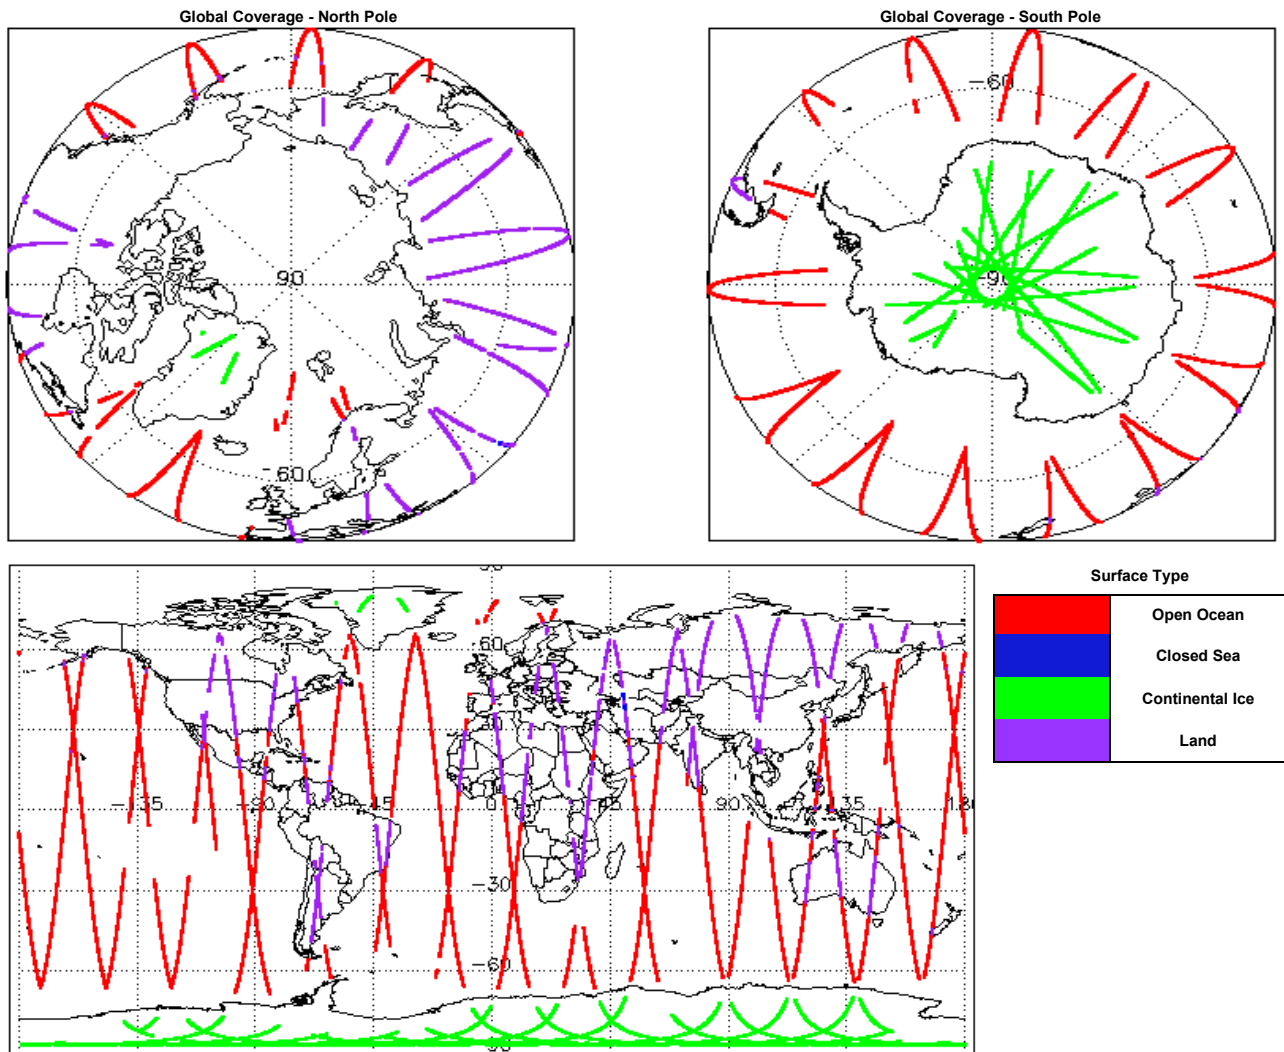 Global Coverage - North Pole
Global Coverage - South Pole
90
-60
-60
-90
60
30
-135
-90
-45
0
45
90
135
180
-30
-60
Surface Type
Open Ocean
Closed Sea
Continental Ice
Land